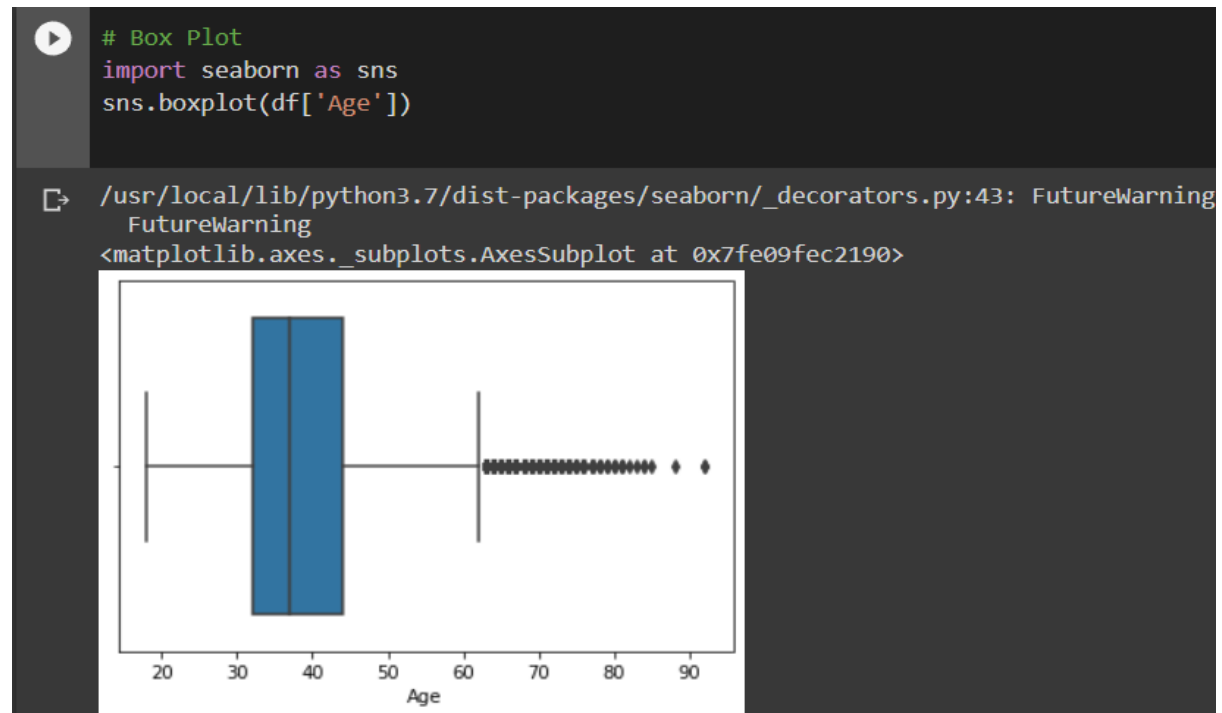 # Box Plot
import seaborn as sns
sns.boxplot(df['Age'])
/usr/local/lib/python3.7/dist-packages/seaborn/_decorators.py:43: FutureWarning
FutureWarning
<matplotlib.axes._subplots.AxesSubplot at 0x7fe09fec2190>
20 30 40 50 60 70 80 90
Age